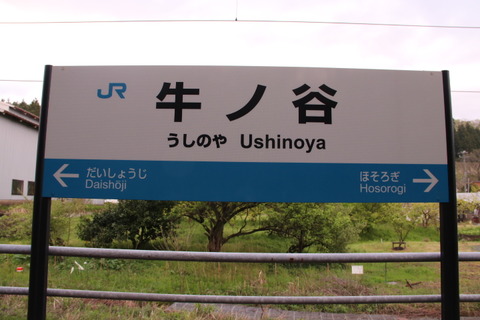 JR 牛ノ谷
うしのや Ushinoya
← だいしょうじ
Daishōji
ほそろぎ →
Hosorogi